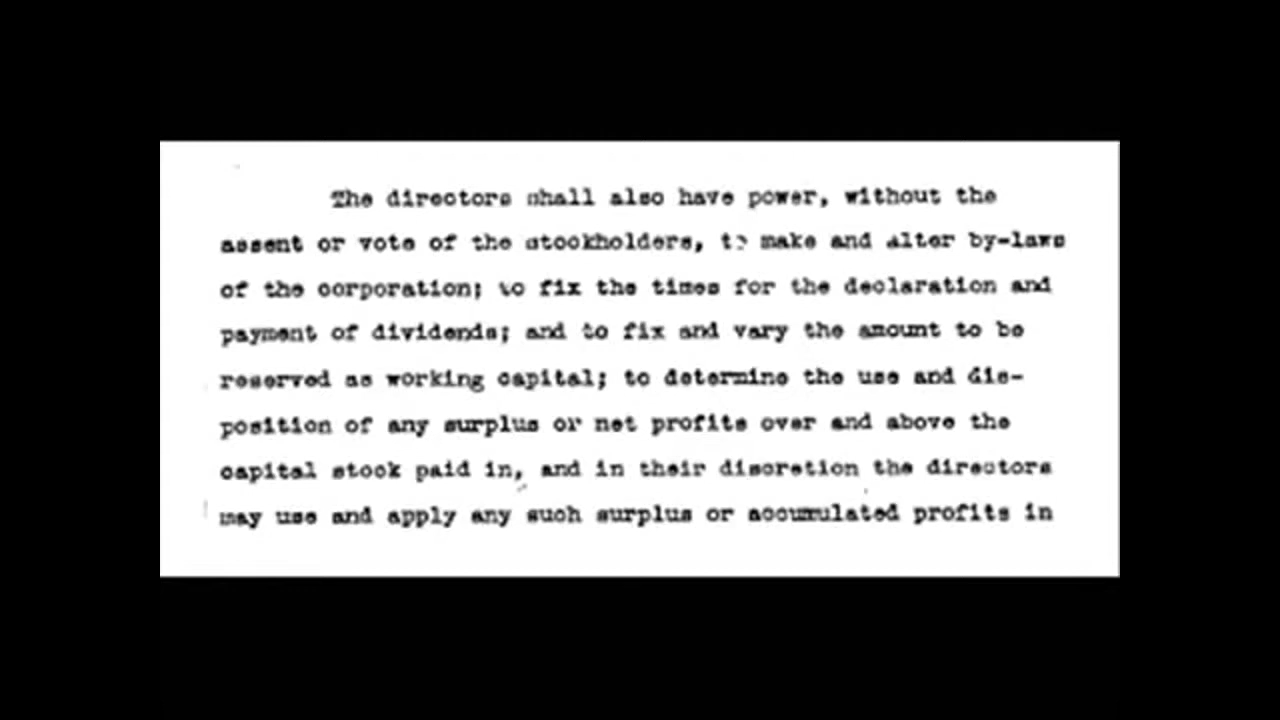 The directors shall also have power, without the
assent or vote of the stockholders, to make and alter by-laws
of the corporation; to fix the times for the declaration and
payment of dividends; and to fix and vary the amount to be
reserved as working capital; to determine the use and dis-
position of any surplus or net profits over and above the
capital stock paid in, and in their discretion the directors
may use and apply any such surplus or accumulated profits in